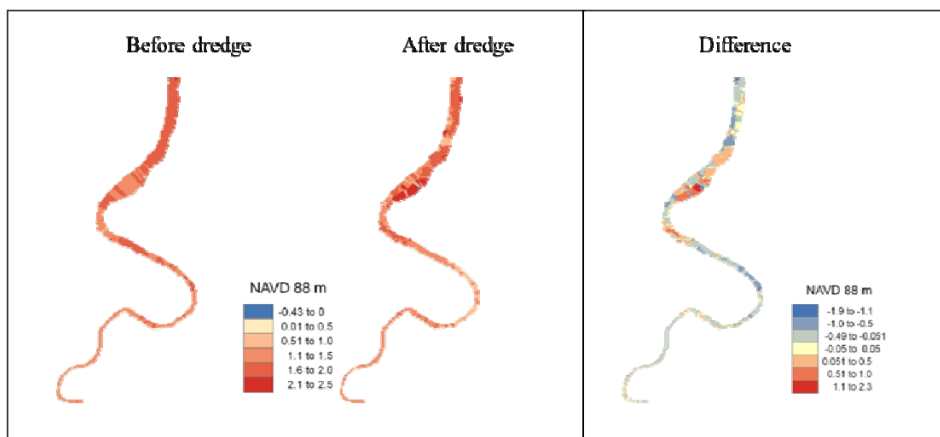 Before dredge
After dredge
Difference
NAVD 88 m
-0.43 to 0
0.01 to 0.5
0.51 to 1.0
1.1 to 1.5
1.6 to 2.0
2.1 to 2.5
NAVD 88 m
-1.9 to -1.1
-1.0 to -0.5
-0.49 to -0.051
-0.05 to 0.05
0.051 to 0.5
0.51 to 1.0
1.1 to 2.3